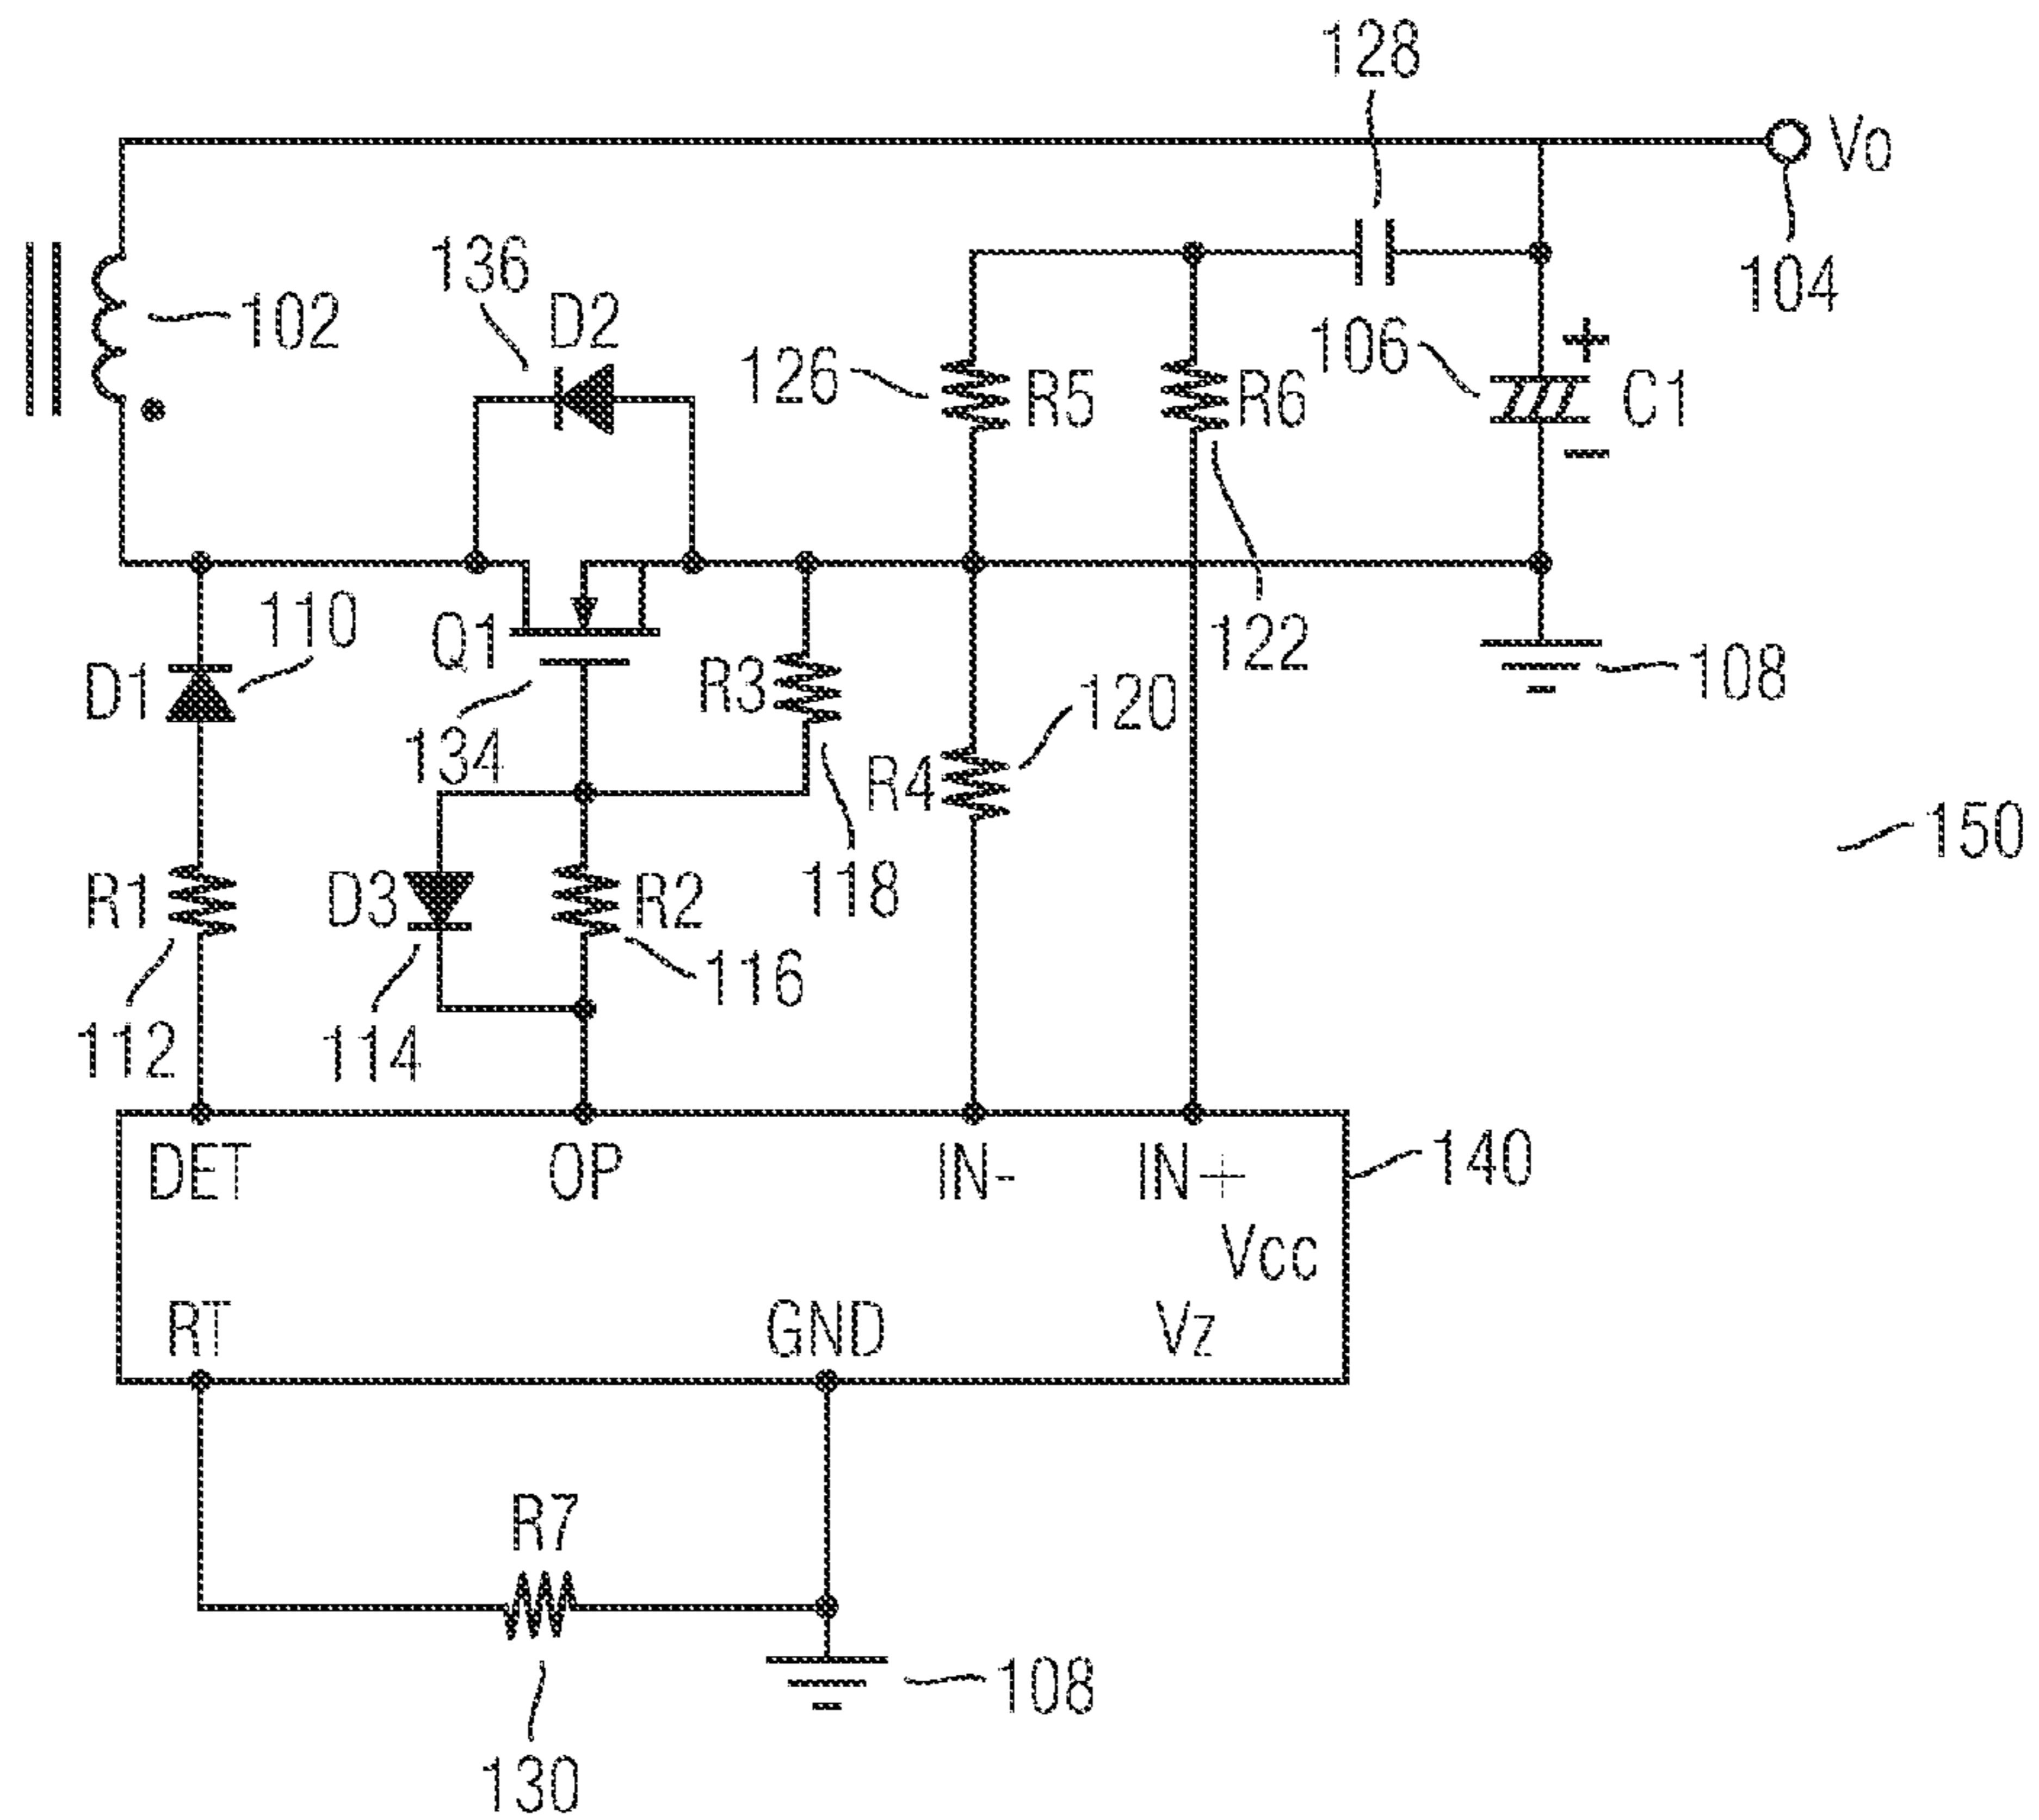 128
Vo
104
136
D2
102
126
R5
R6
106
+
C1
-
110
Q1
D1
R3
122
108
134
R4
120
150
R1
D3
R2
118
116
112
114
DET
OP
IN-
IN+
140
Vcc
RT
GND
Vz
R7
108
130